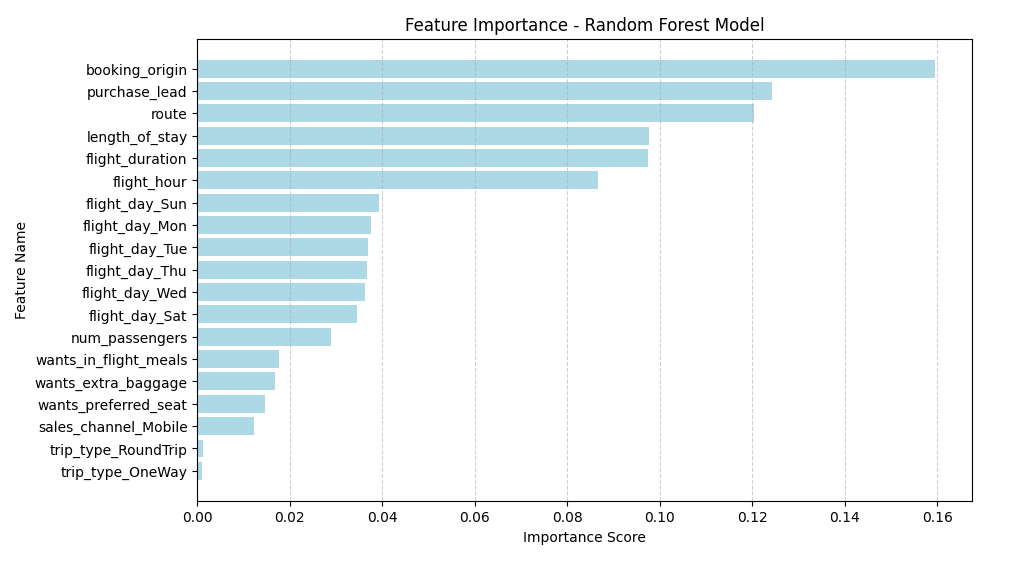 Feature Importance - Random Forest Model
booking_origin
purchase_lead
route
length_of_stay
flight_duration
flight_hour
flight_day_Sun
flight_day_Mon
flight_day_Tue
flight_day_Thu
flight_day_Wed
flight_day_Sat
num_passengers
wants_in_flight_meals
wants_extra_baggage
wants_preferred_seat
sales_channel_Mobile
trip_type_RoundTrip
trip_type_OneWay
Feature Name
0.00 0.02 0.04 0.06 0.08 0.10 0.12 0.14 0.16
Importance Score